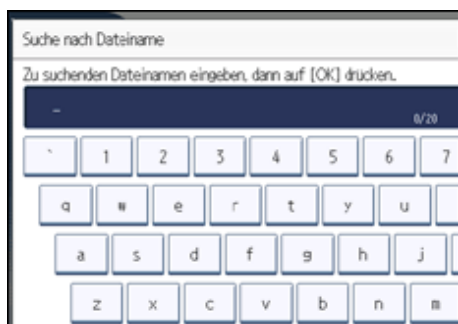 Suche nach Dateiname
Zu suchenden Dateinamen eingeben, dann auf [OK] drücken.
_
0/20
` 1 2 3 4 5 6 7
q w e r t y u
a s d f g h j
z x c v b n m